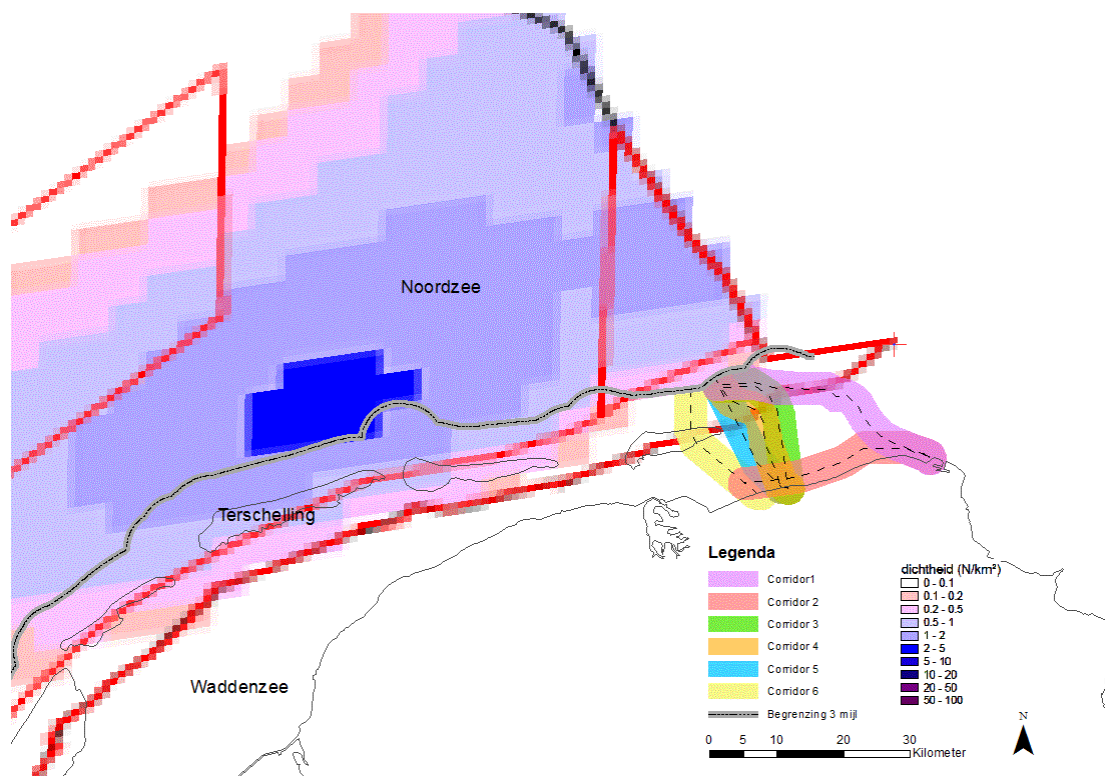 Noordzee
Terschelling
Waddenzee
Legenda
Corridor1
Corridor 2
Corridor 3
Corridor 4
Corridor 5
Corridor 6
Begrenzing 3 mijl
dichtheid (N/km²)
0 - 0.1
0.1 - 0.2
0.2 - 0.5
0.5 - 1
1 - 2
2 - 5
5 - 10
10 - 20
20 - 50
50 - 100
0 5 10 20 30
Kilometer
N